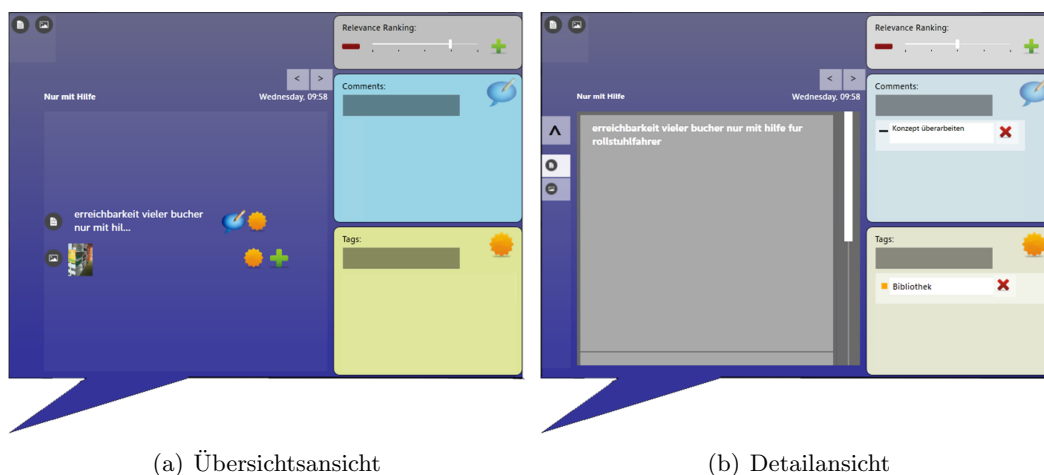 Relevance Ranking:
< >
Nur mit Hilfe Wednesday, 09:58
Comments:
erreichbarkeit vieler bucher
nur mit hil...
Tags:
(a) Übersichtsansicht
Relevance Ranking:
< >
Nur mit Hilfe Wednesday, 09:58
erreichbarkeit vieler bucher nur mit hilfe fur
rollstuhlfahrer
Comments:
Konzept überarbeiten
Tags:
Bibliothek
(b) Detailansicht